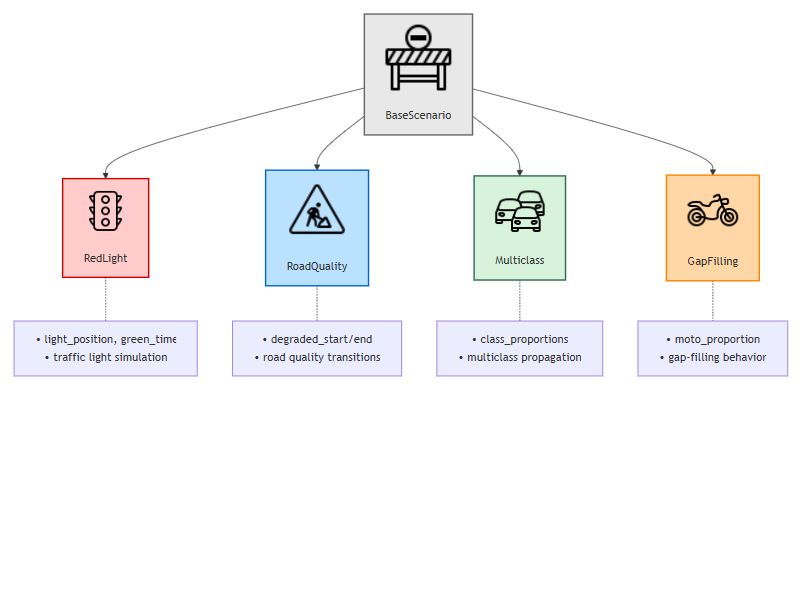 BaseScenario
RedLight
RoadQuality
Multiclass
GapFilling
• light_position, green_time
• traffic light simulation
• degraded_start/end
• road quality transitions
• class_proportions
• multiclass propagation
• moto_proportion
• gap-filling behavior